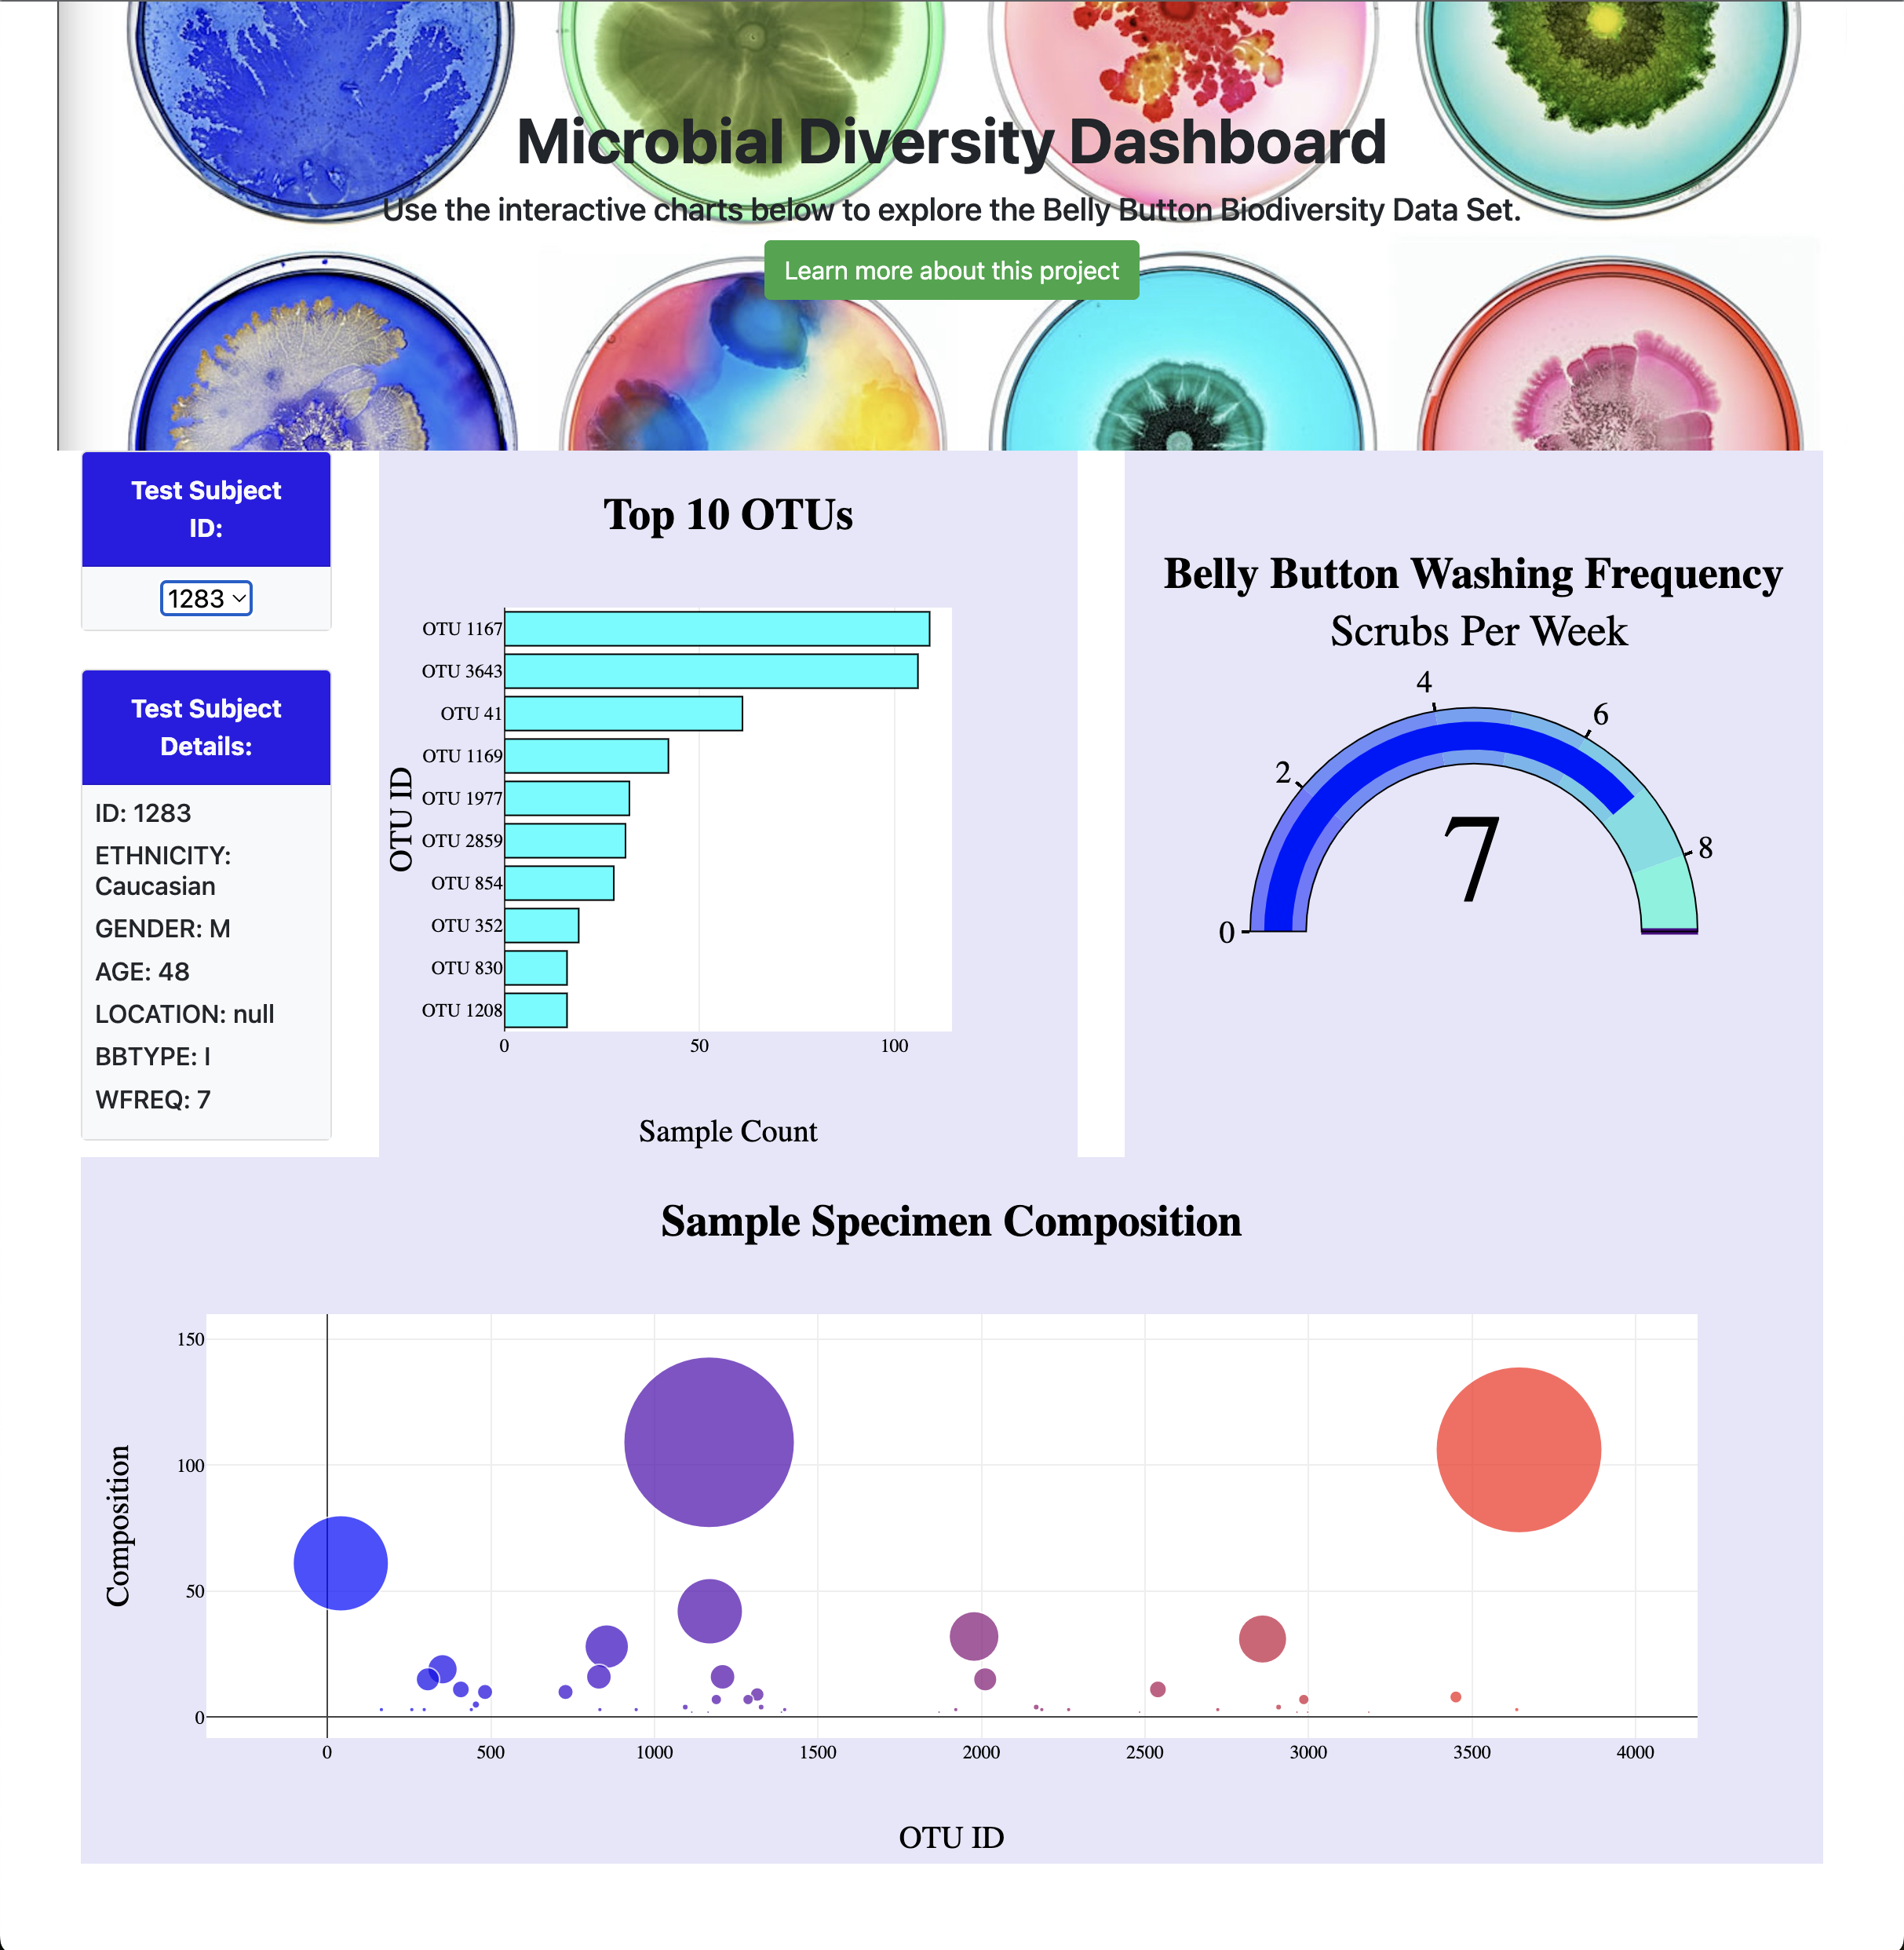 Microbial Diversity Dashboard
Use the interactive charts below to explore the Belly Button Biodiversity Data Set.
Learn more about this project
Test Subject
ID:
1283
Test Subject
Details:
ID: 1283
ETHNICITY:
Caucasian
GENDER: M
AGE: 48
LOCATION: null
BBTYPE: I
WFREQ: 7
Top 10 OTUs
OTU ID
OTU 1167
OTU 3643
OTU 41
OTU 1169
OTU 1977
OTU 2859
OTU 854
OTU 352
OTU 830
OTU 1208
0 50 100
Sample Count
Belly Button Washing Frequency
Scrubs Per Week
0
2
4
6
8
7
Sample Specimen Composition
Composition
150
100
50
0
0 500 1000 1500 2000 2500 3000 3500 4000
OTU ID